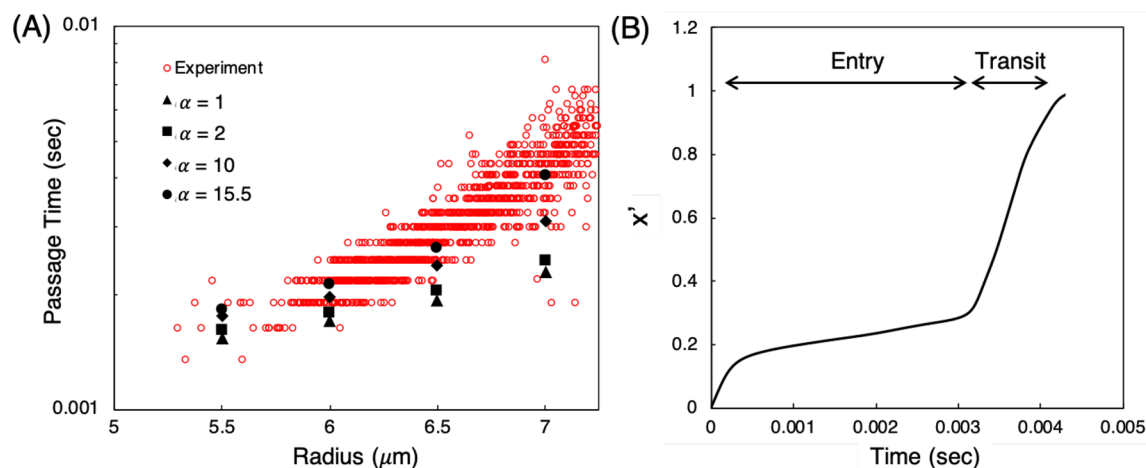 (A)
0.01
Experiment
α = 1
α = 2
α = 10
α = 15.5
Passage Time (sec)
0.001
5
5.5
6
6.5
7
Radius (μm)
(B)
1.2
1
0.8
0.6
0.4
0.2
0
Entry
Transit
X'
0
0.001
0.002
0.003
0.004
0.005
Time (sec)